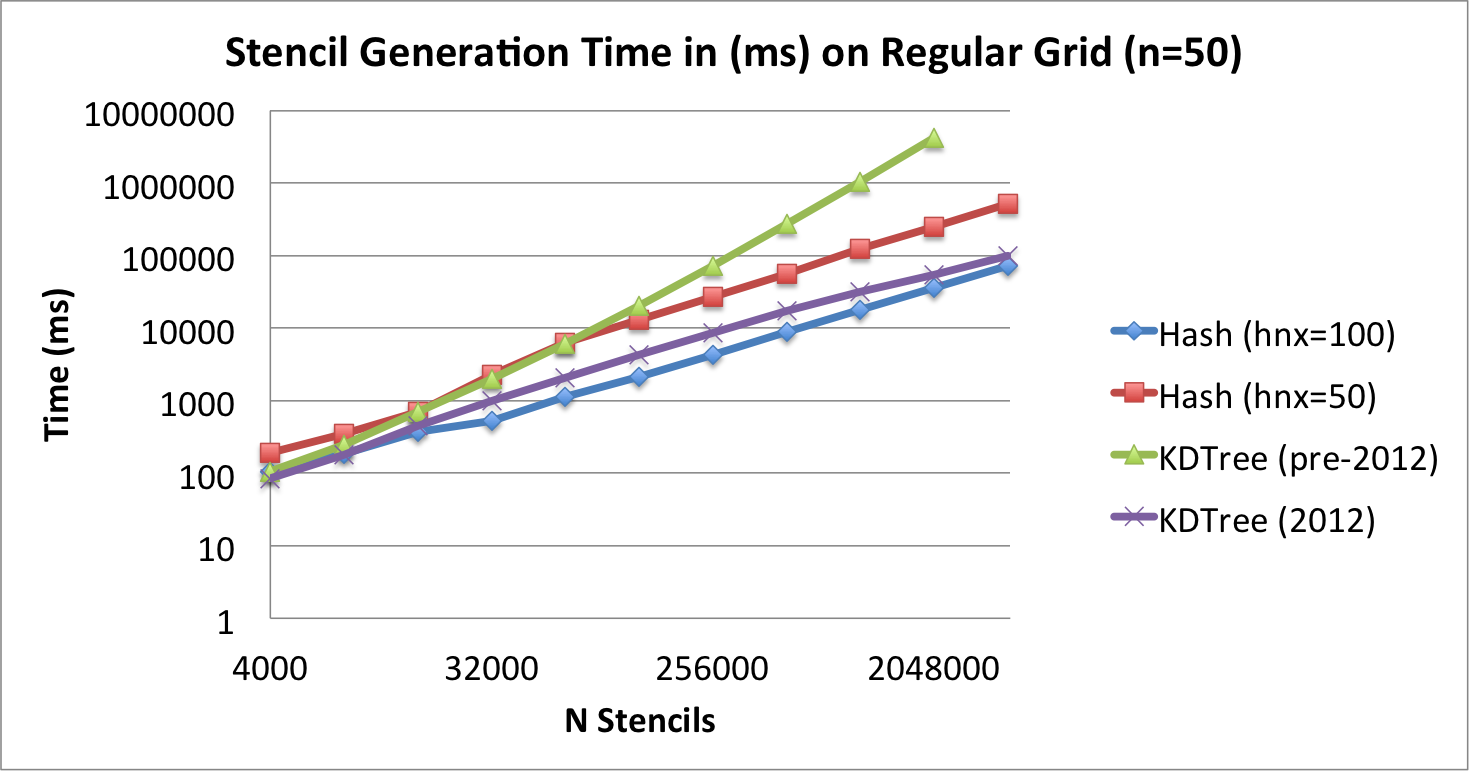 Stencil Generation Time in (ms) on Regular Grid (n=50)
10000000
1000000
100000
10000
1000
100
10
1
Time (ms)
4000 32000 256000 2048000
N Stencils
Hash (hnx=100)
Hash (hnx=50)
KDTree (pre-2012)
KDTree (2012)